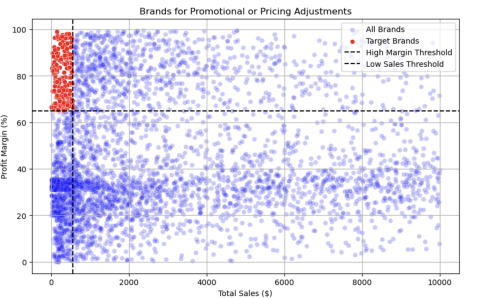 Brands for Promotional or Pricing Adjustments
All Brands
Target Brands
High Margin Threshold
Low Sales Threshold
100
80
60
40
20
0
Profit Margin (%)
0 2000 4000 6000 8000 10000
Total Sales ($)